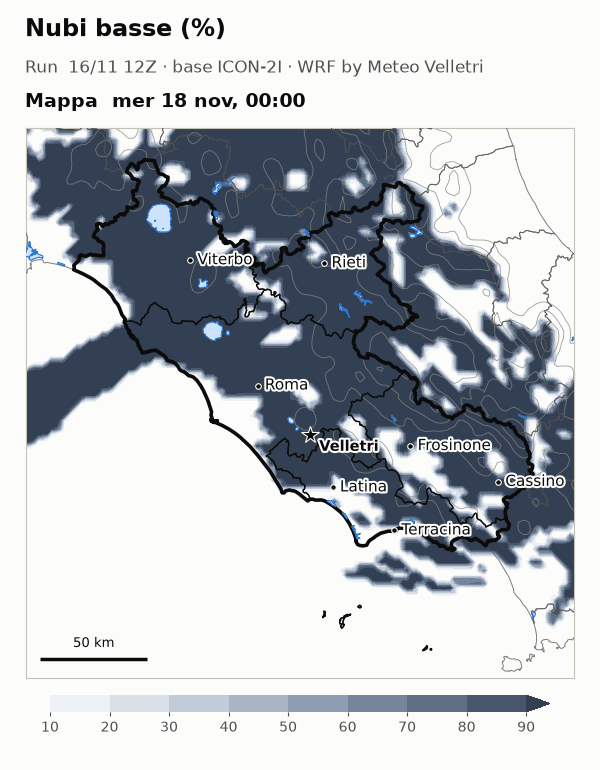 Nubi basse (%)
Run 16/11 12Z · base ICON-2I · WRF by Meteo Velletri
Mappa mer 18 nov, 00:00
Viterbo
Rieti
Roma
Velletri
Frosinone
Latina
Cassino
Terracina
50 km
10 20 30 40 50 60 70 80 90